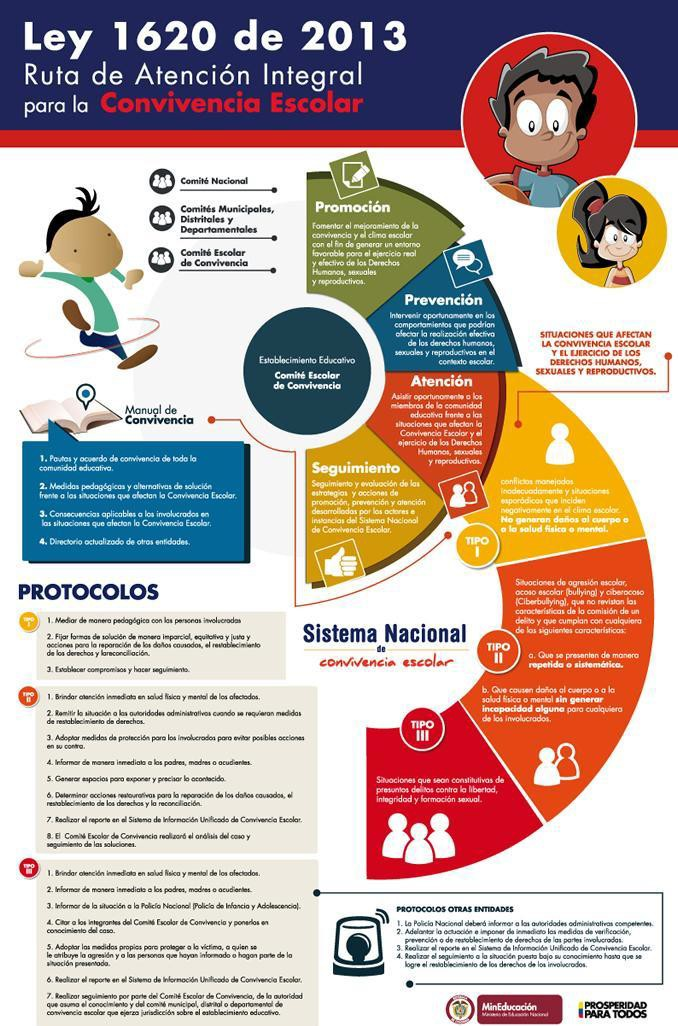 Ley 1620 de 2013
Ruta de Atención Integral
para la Convivencia Escolar
Comité Nacional
Comités Municipales,
Distritales y
Departamentales
Comité Escolar
de Convivencia
Promoción
Fomentar el mejoramiento de la
convivencia y el clima escolar
con el fin de generar un entorno
favorable para el ejercicio real
y efectivo de los Derechos
Humanos, sexuales
y reproductivos.
Prevención
Intervenir oportunamente en los
comportamientos que podrían
afectar la realización efectiva
de los derechos humanos,
sexuales y reproductivos en el
contexto escolar.
Establecimiento Educativo
Comité Escolar
de Convivencia
Atención
Asistir oportunamente a los
miembros de la comunidad
educativa frente a las
situaciones que afectan la
Convivencia Escolar y el
ejercicio de los Derechos
Humanos, sexuales
y reproductivos.
Seguimiento
Seguimiento y evaluación de las
estrategias y acciones de
promoción, prevención y atención
desarrolladas por los actores e
instancias del Sistema Nacional
de Convivencia Escolar.
SITUACIONES QUE AFECTAN
LA CONVIVENCIA ESCOLAR
Y EL EJERCICIO DE LOS
DERECHOS HUMANOS,
SEXUALES Y REPRODUCTIVOS.
Manual de
Convivencia
1. Pautas y acuerdo de convivencia de toda la
comunidad educativa.
2. Medidas pedagógicas y alternativas de solución
frente a las situaciones que afectan la Convivencia Escolar.
3. Consecuencias aplicables a los involucrados en
las situaciones que afectan la Convivencia Escolar.
4. Directorio actualizado de otras entidades.
TIPO
I
conflictos manejados
inadecuadamente y situaciones
esporádicas que inciden
negativamente en el clima escolar.
No generan daños al cuerpo o
a la salud física o mental.
TIPO
II
Situaciones de agresión escolar,
acoso escolar (bullying) y ciberacoso
(Ciberbullying), que no revistan las
características de la comisión de un
delito y que cumplan con cualquiera
de los siguientes características:
a. Que se presenten de manera
repetida o sistemática.
b. Que causen daños al cuerpo o a la
salud física o mental sin generar
incapacidad alguna para cualquiera
de los involucrados.
TIPO
III
Situaciones que sean constitutivas de
presuntos delitos contra la libertad,
integridad y formación sexual.
Sistema Nacional
de
convivencia escolar
PROTOCOLOS
TIPO
I
1. Mediar de manera pedagógica con las personas involucradas
2. Fijar formas de solución de manera imparcial, equitativa y justa y
acciones para la reparación de los daños causados, el restablecimiento
de los derechos y lareconciliación.
3. Establecer compromisos y hacer seguimiento.
TIPO
II
1. Brindar atención inmediata en salud física y mental de los afectados.
2. Remitir la situación a las autoridades administrativas cuando se requieran medidas
de restablecimiento de derechos.
3. Adoptar medidas de protección para los involucrados para evitar posibles acciones
en su contra.
4. Informar de manera inmediata a los padres, madres o acudientes.
5. Generar espacios para exponer y precisar lo acontecido.
6. Determinar acciones restaurativas para la reparación de los daños causados, el
restablecimiento de los derechos y la reconciliación.
7. Realizar el reporte en el Sistema de Información Unificado de Convivencia Escolar.
8. El Comité Escolar de Convivencia realizará el análisis del caso y
seguimiento de las soluciones.
TIPO
III
1. Brindar atención inmediata en salud física y mental de los afectados.
2. Informar de manera inmediata a los padres, madres o acudientes.
3. Informar de la situación a la Policía Nacional (Policía de Infancia y Adolescencia).
4. Citar a los integrantes del Comité Escolar de Convivencia y ponerlos en
conocimiento del caso.
5. Adoptar las medidas propias para proteger a la víctima, a quien se
le atribuye la agresión y a las personas que hayan informado o hagan parte de la
situación presentada.
6. Realizar el reporte en el Sistema de Información Unificado de Convivencia Escolar.
7. Realizar seguimiento por parte del Comité Escolar de Convivencia, de la autoridad
que asuma el conocimiento y del comité municipal, distrital o departamental de
convivencia escolar que ejerza jurisdicción sobre el establecimiento educativo.
PROTOCOLOS OTRAS ENTIDADES
1. La Policía Nacional deberá informar a las autoridades administrativas competentes.
2. Adelantar la actuación e imponer de inmediato las medidas de verificación,
prevención o de restablecimiento de derechos de las partes involucradas.
3. Realizar el reporte en el Sistema de Información Unificado de Convivencia Escolar.
4. Realizar el seguimiento a la situación puesta bajo su conocimiento hasta que se
logre el restablecimiento de los derechos de los involucrados.
MinEducación
Ministerio de Educación Nacional
PROSPERIDAD
PARA TODOS